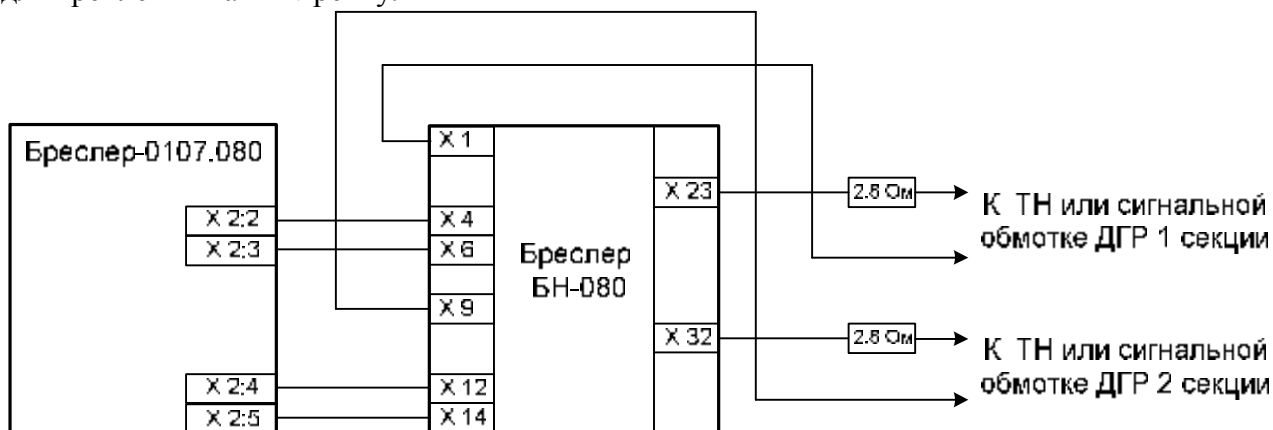 Бреслер-0107.080
X 1
X 23
2.8 Ом
К ТН или сигнальной
обмотке ДГР 1 секции
X 2:2
X 4
X 2:3
X 6
Бреслер
БН-080
X 9
X 32
2.8 Ом
К ТН или сигнальной
обмотке ДГР 2 секции
X 2:4
X 12
X 2:5
X 14